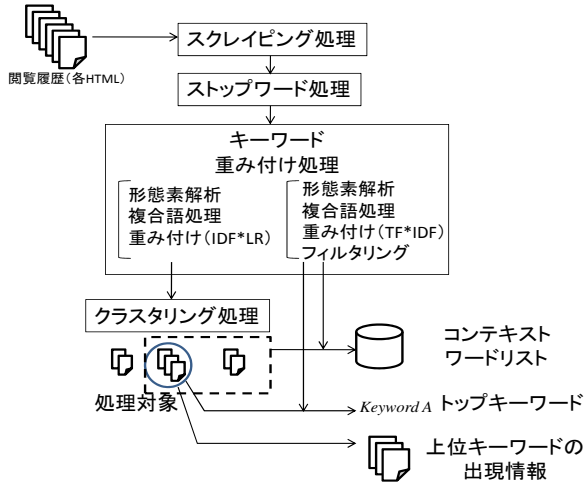 スクレイピング処理
閲覧履歴（各HTML）
ストップワード処理
キーワード
重み付け処理
形態素解析
複合語処理
重み付け（IDF*LR）
形態素解析
複合語処理
重み付け（TF*IDF）
フィルタリング
クラスタリング処理
コンテキスト
ワードリスト
処理対象
Keyword A トップキーワード
上位キーワードの
出現情報